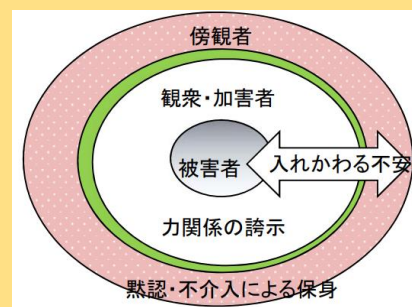 傍観者
観衆・加害者
被害者
入れかわる不安
力関係の誇示
黙認・不介入による保身